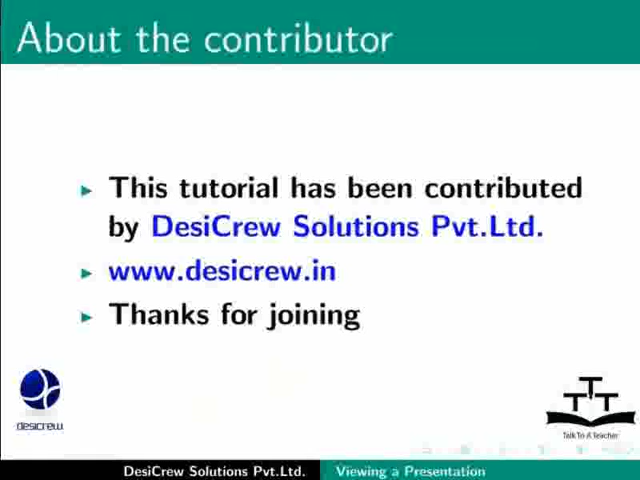 About the contributor
This tutorial has been contributed
by DesiCrew Solutions Pvt.Ltd.
www.desicrew.in
Thanks for joining
desicrew
TTT
Talk To A Teacher
DesiCrew Solutions Pvt.Ltd. Viewing a Presentation